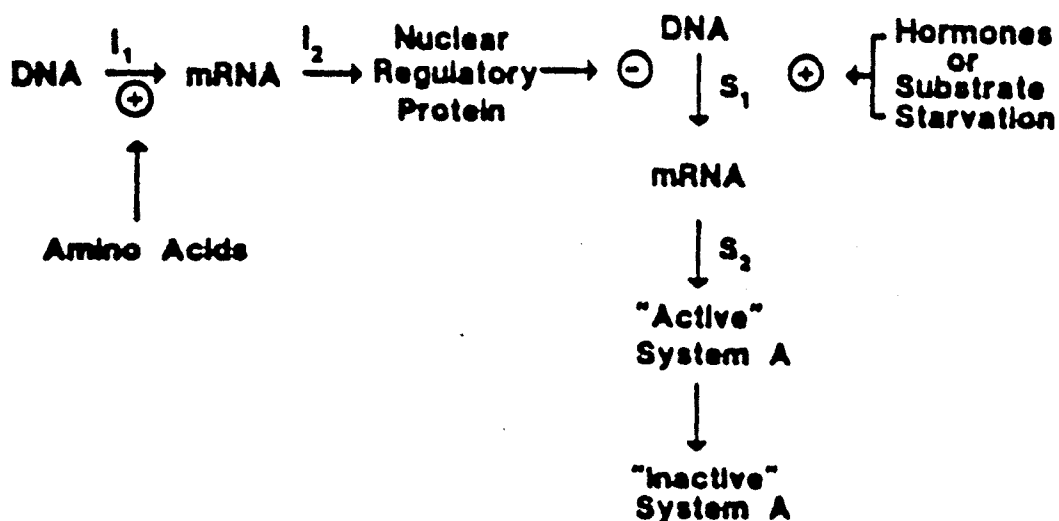 DNA
I1
⊕
mRNA
I2
Nuclear
Regulatory
Protein
Amino Acids
⊖
DNA
S1
⊕
Hormones
or
Substrate
Starvation
mRNA
S2
"Active"
System A
"Inactive"
System A